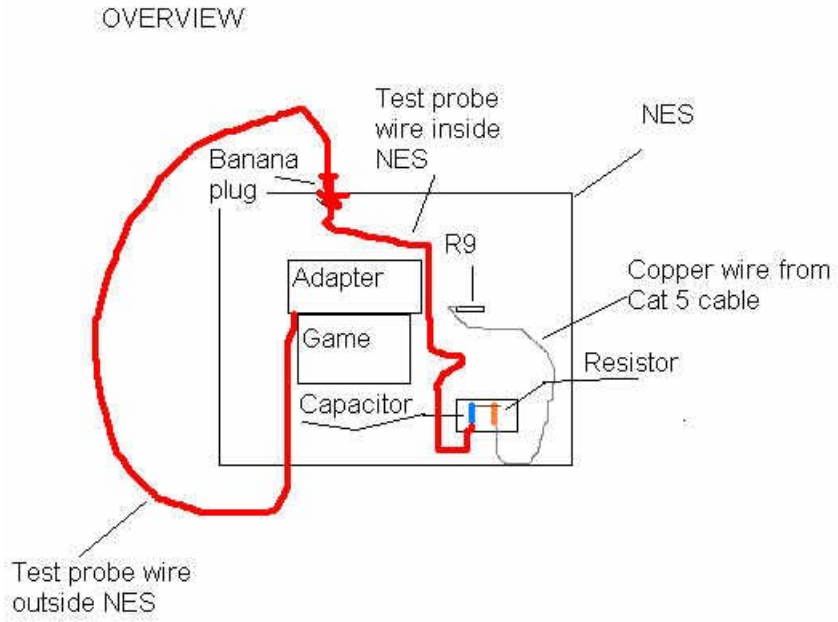 OVERVIEW
Test probe
wire inside
NES
NES
Banana
plug
R9
Adapter
Copper wire from
Cat 5 cable
Game
Resistor
Capacitor
Test probe wire
outside NES